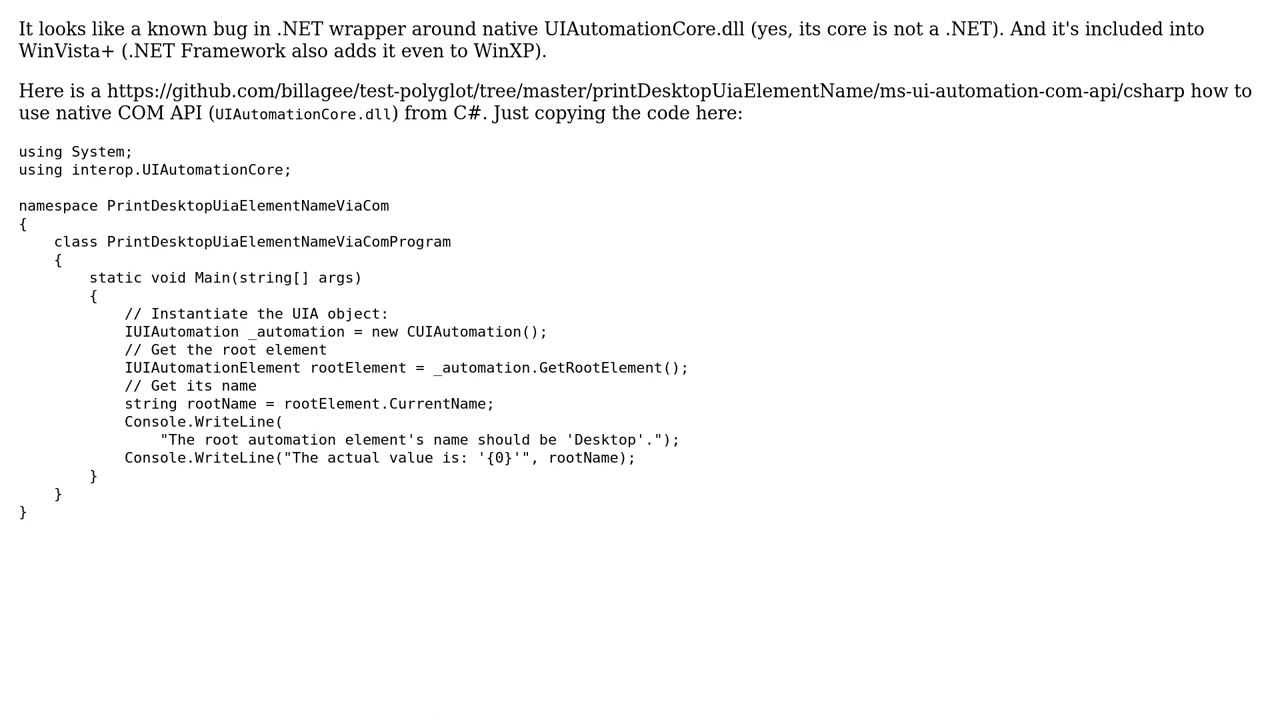 It looks like a known bug in .NET wrapper around native UIAutomationCore.dll (yes, its core is not a .NET). And it's included into
WinVista+ (.NET Framework also adds it even to WinXP).

Here is a https://github.com/billagee/test-polyglot/tree/master/printDesktopUiaElementName/ms-ui-automation-com-api/csharp how to
use native COM API (UIAutomationCore.dll) from C#. Just copying the code here:

using System;
using interop.UIAutomationCore;

namespace PrintDesktopUiaElementNameViaCom
{
    class PrintDesktopUiaElementNameViaComProgram
    {
        static void Main(string[] args)
        {
            // Instantiate the UIA object:
            IUIAutomation _automation = new CUIAutomation();
            // Get the root element
            IUIAutomationElement rootElement = _automation.GetRootElement();
            // Get its name
            string rootName = rootElement.CurrentName;
            Console.WriteLine(
                "The root automation element's name should be 'Desktop'.");
            Console.WriteLine("The actual value is: '{0}'", rootName);
        }
    }
}